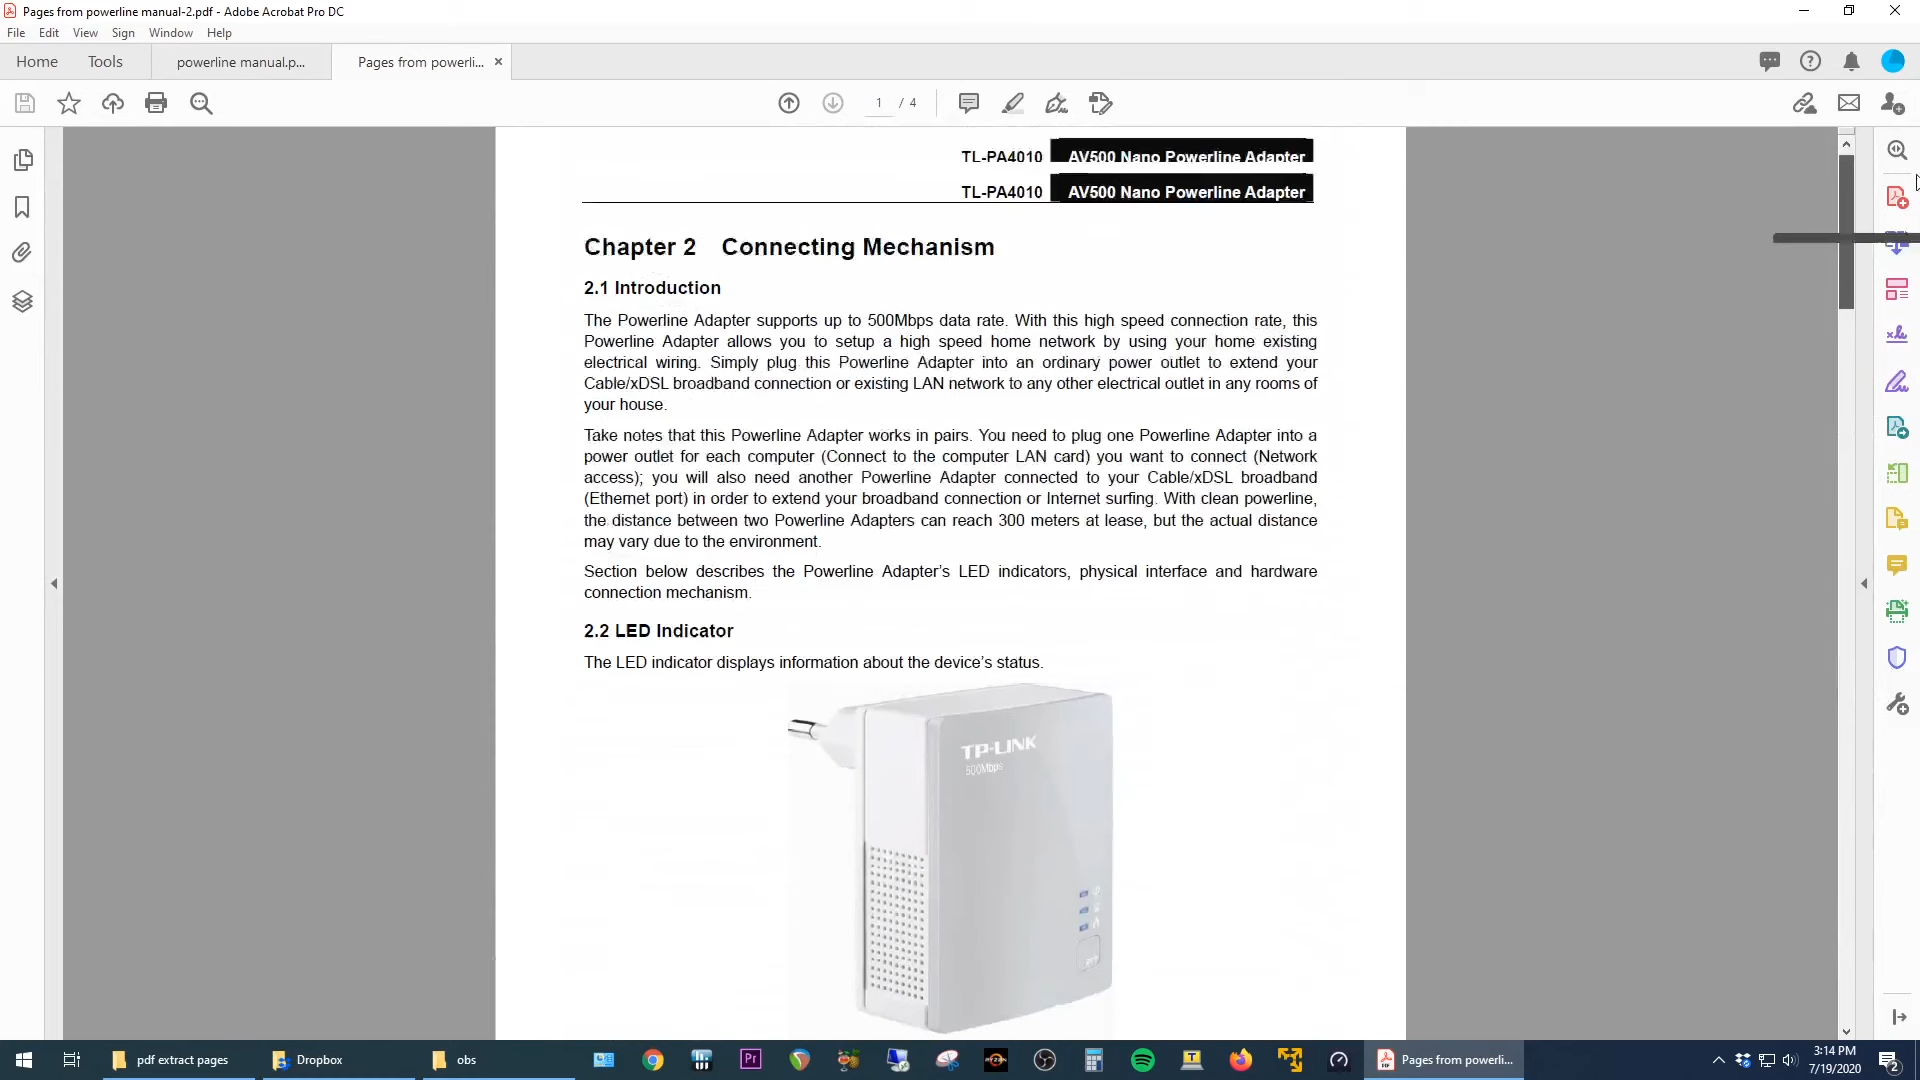 Pages from powerline manual-2.pdf - Adobe Acrobat Pro DC
File Edit View Sign Window Help
Home Tools powerline manual.p... Pages from powerli... ×
1 / 4
TL-PA4010 AV500 Nano Powerline Adapter
TL-PA4010 AV500 Nano Powerline Adapter
Chapter 2 Connecting Mechanism
2.1 Introduction
The Powerline Adapter supports up to 500Mbps data rate. With this high speed connection rate, this
Powerline Adapter allows you to setup a high speed home network by using your home existing
electrical wiring. Simply plug this Powerline Adapter into an ordinary power outlet to extend your
Cable/xDSL broadband connection or existing LAN network to any other electrical outlet in any rooms of
your house.
Take notes that this Powerline Adapter works in pairs. You need to plug one Powerline Adapter into a
power outlet for each computer (Connect to the computer LAN card) you want to connect (Network
access); you will also need another Powerline Adapter connected to your Cable/xDSL broadband
(Ethernet port) in order to extend your broadband connection or Internet surfing. With clean powerline,
the distance between two Powerline Adapters can reach 300 meters at lease, but the actual distance
may vary due to the environment.
Section below describes the Powerline Adapter's LED indicators, physical interface and hardware
connection mechanism.
2.2 LED Indicator
The LED indicator displays information about the device's status.
TP-LINK
500Mbps
pdf extract pages Dropbox obs Pr RYZEN T Pages from powerli... 3:14 PM
7/19/2020 2